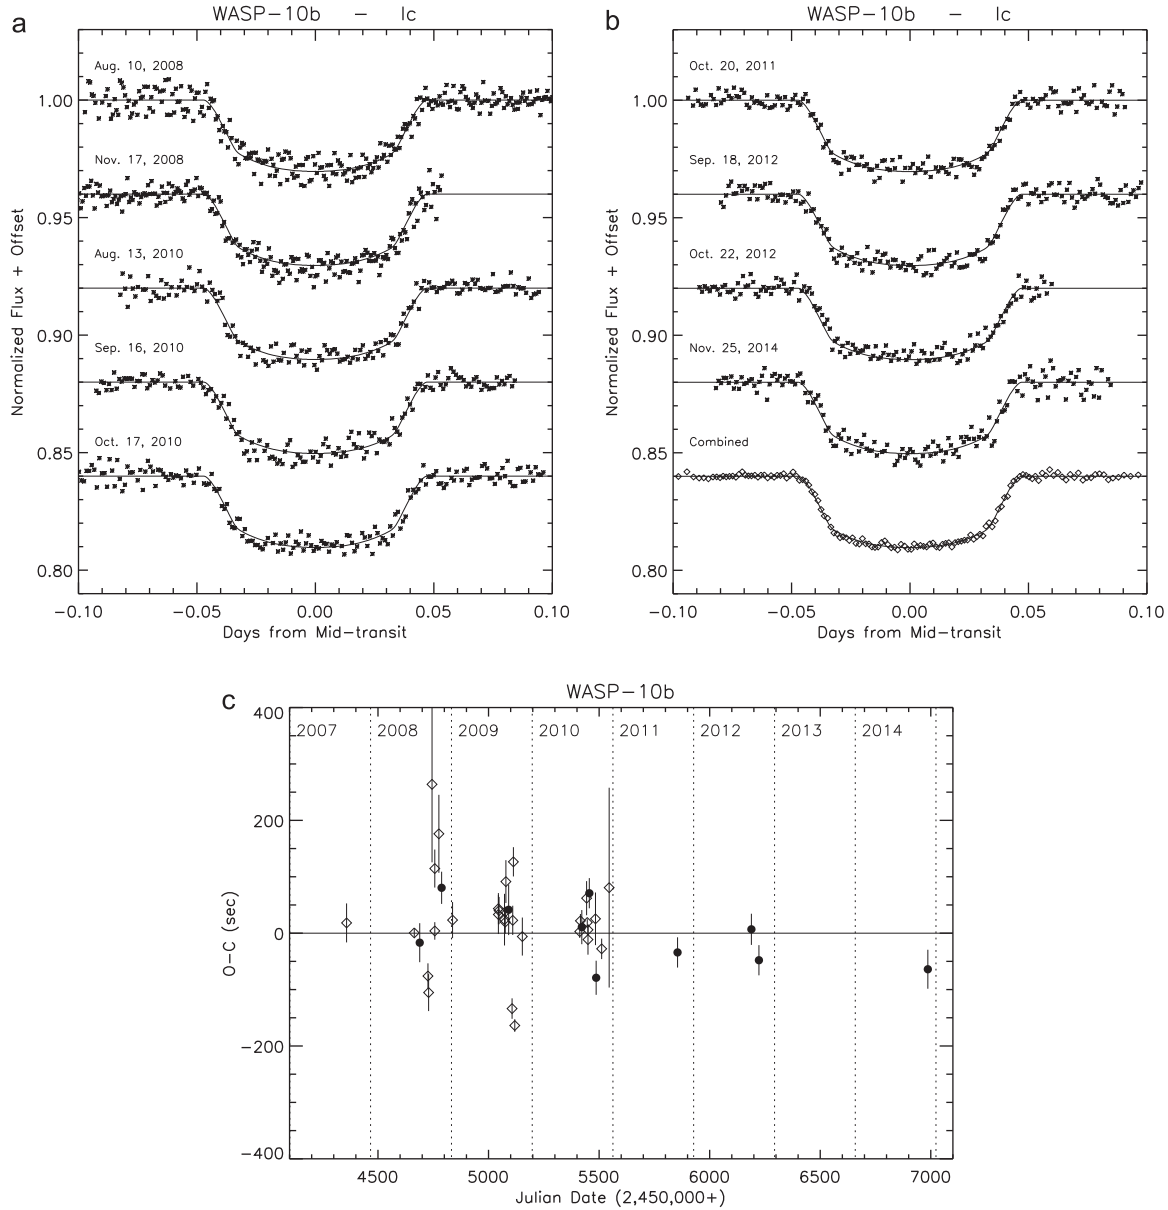 a
WASP-10b - Ic
Aug. 10, 2008
Nov. 17, 2008
Aug. 13, 2010
Sep. 16, 2010
Oct. 17, 2010
1.00
0.95
0.90
0.85
0.80
Normalized Flux + Offset
-0.10 -0.05 0.00 0.05 0.10
Days from Mid-transit
b
WASP-10b - Ic
Oct. 20, 2011
Sep. 18, 2012
Oct. 22, 2012
Nov. 25, 2014
Combined
1.00
0.95
0.90
0.85
0.80
Normalized Flux + Offset
-0.10 -0.05 0.00 0.05 0.10
Days from Mid-transit
c
WASP-10b
2007 2008 2009 2010 2011 2012 2013 2014
400
200
0
-200
-400
O-C (sec)
4500 5000 5500 6000 6500 7000
Julian Date (2,450,000+)